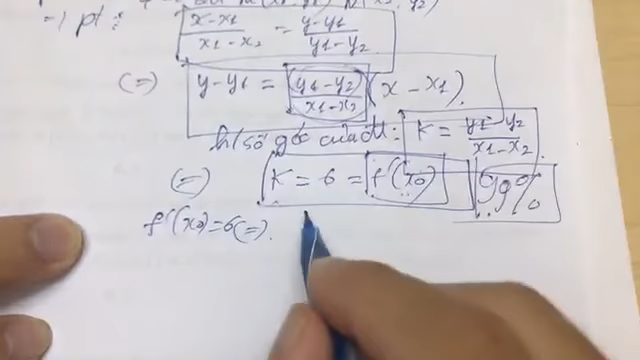 =) pt :
x-x1 / x1-x2 = y-y1 / y1-y2
(=) y-y1 = (y1-y2) / x1-x2 (x-x1).
hệ số góc của đt: K = y1-y2 / x1-x2
(=) K = 6 = f'(x0) 99%
f'(x0)=6(=).